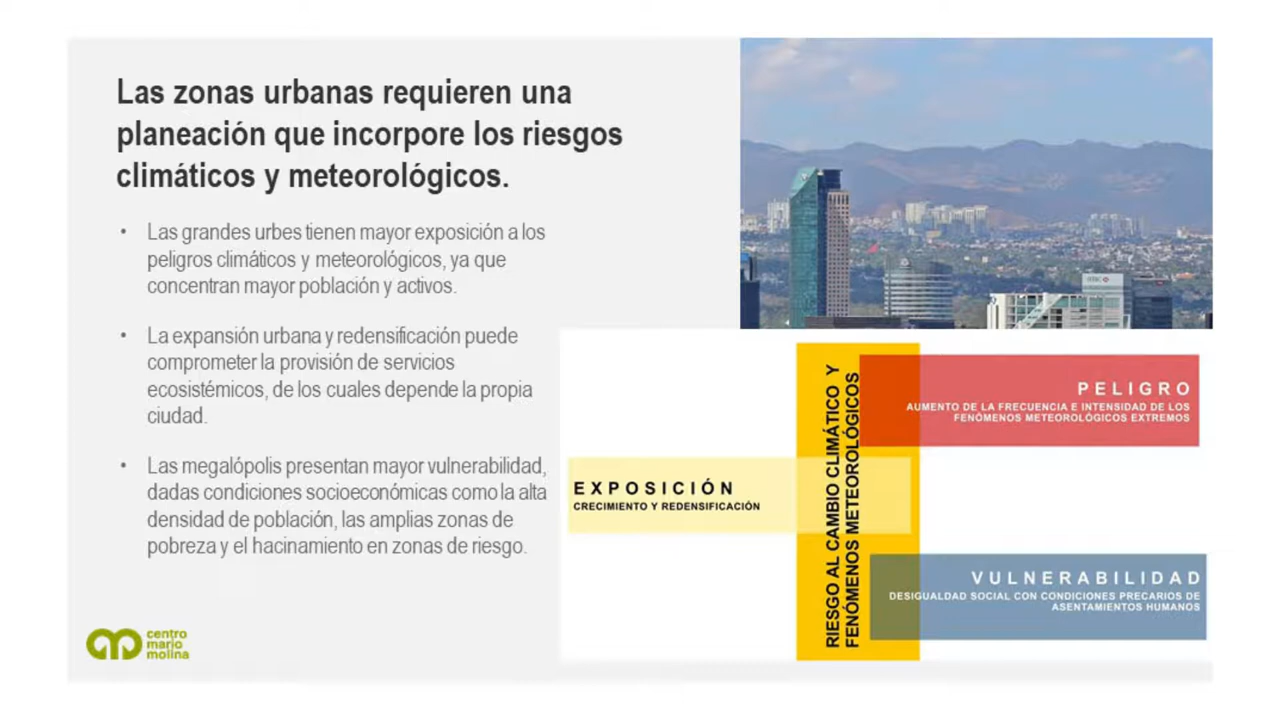 Las zonas urbanas requieren una
planeación que incorpore los riesgos
climáticos y meteorológicos.
• Las grandes urbes tienen mayor exposición a los
peligros climáticos y meteorológicos, ya que
concentran mayor población y activos.
• La expansión urbana y redensificación puede
comprometer la provisión de servicios
ecosistémicos, de los cuales depende la propia
ciudad.
• Las megalópolis presentan mayor vulnerabilidad,
dadas condiciones socioeconómicas como la alta
densidad de población, las amplias zonas de
pobreza y el hacinamiento en zonas de riesgo.
centro
mario
molina
EXPOSICIÓN
CRECIMIENTO Y REDENSIFICACIÓN
RIESGO AL CAMBIO CLIMÁTICO Y
FENÓMENOS METEOROLÓGICOS
PELIGRO
AUMENTO DE LA FRECUENCIA E INTENSIDAD DE LOS
FENÓMENOS METEOROLÓGICOS EXTREMOS
VULNERABILIDAD
DESIGUALDAD SOCIAL CON CONDICIONES PRECARIOS DE
ASENTAMIENTOS HUMANOS